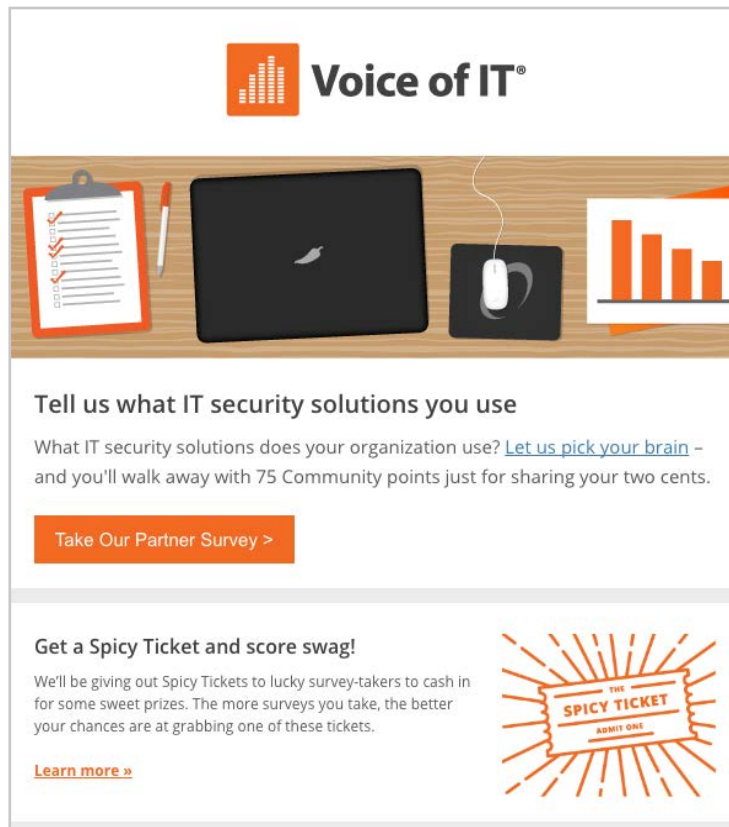 Voice of IT®
Tell us what IT security solutions you use
What IT security solutions does your organization use? Let us pick your brain –
and you'll walk away with 75 Community points just for sharing your two cents.
Take Our Partner Survey >
Get a Spicy Ticket and score swag!
We'll be giving out Spicy Tickets to lucky survey-takers to cash in
for some sweet prizes. The more surveys you take, the better
your chances are at grabbing one of these tickets.
Learn more »
THE
SPICY TICKET
ADMIT ONE